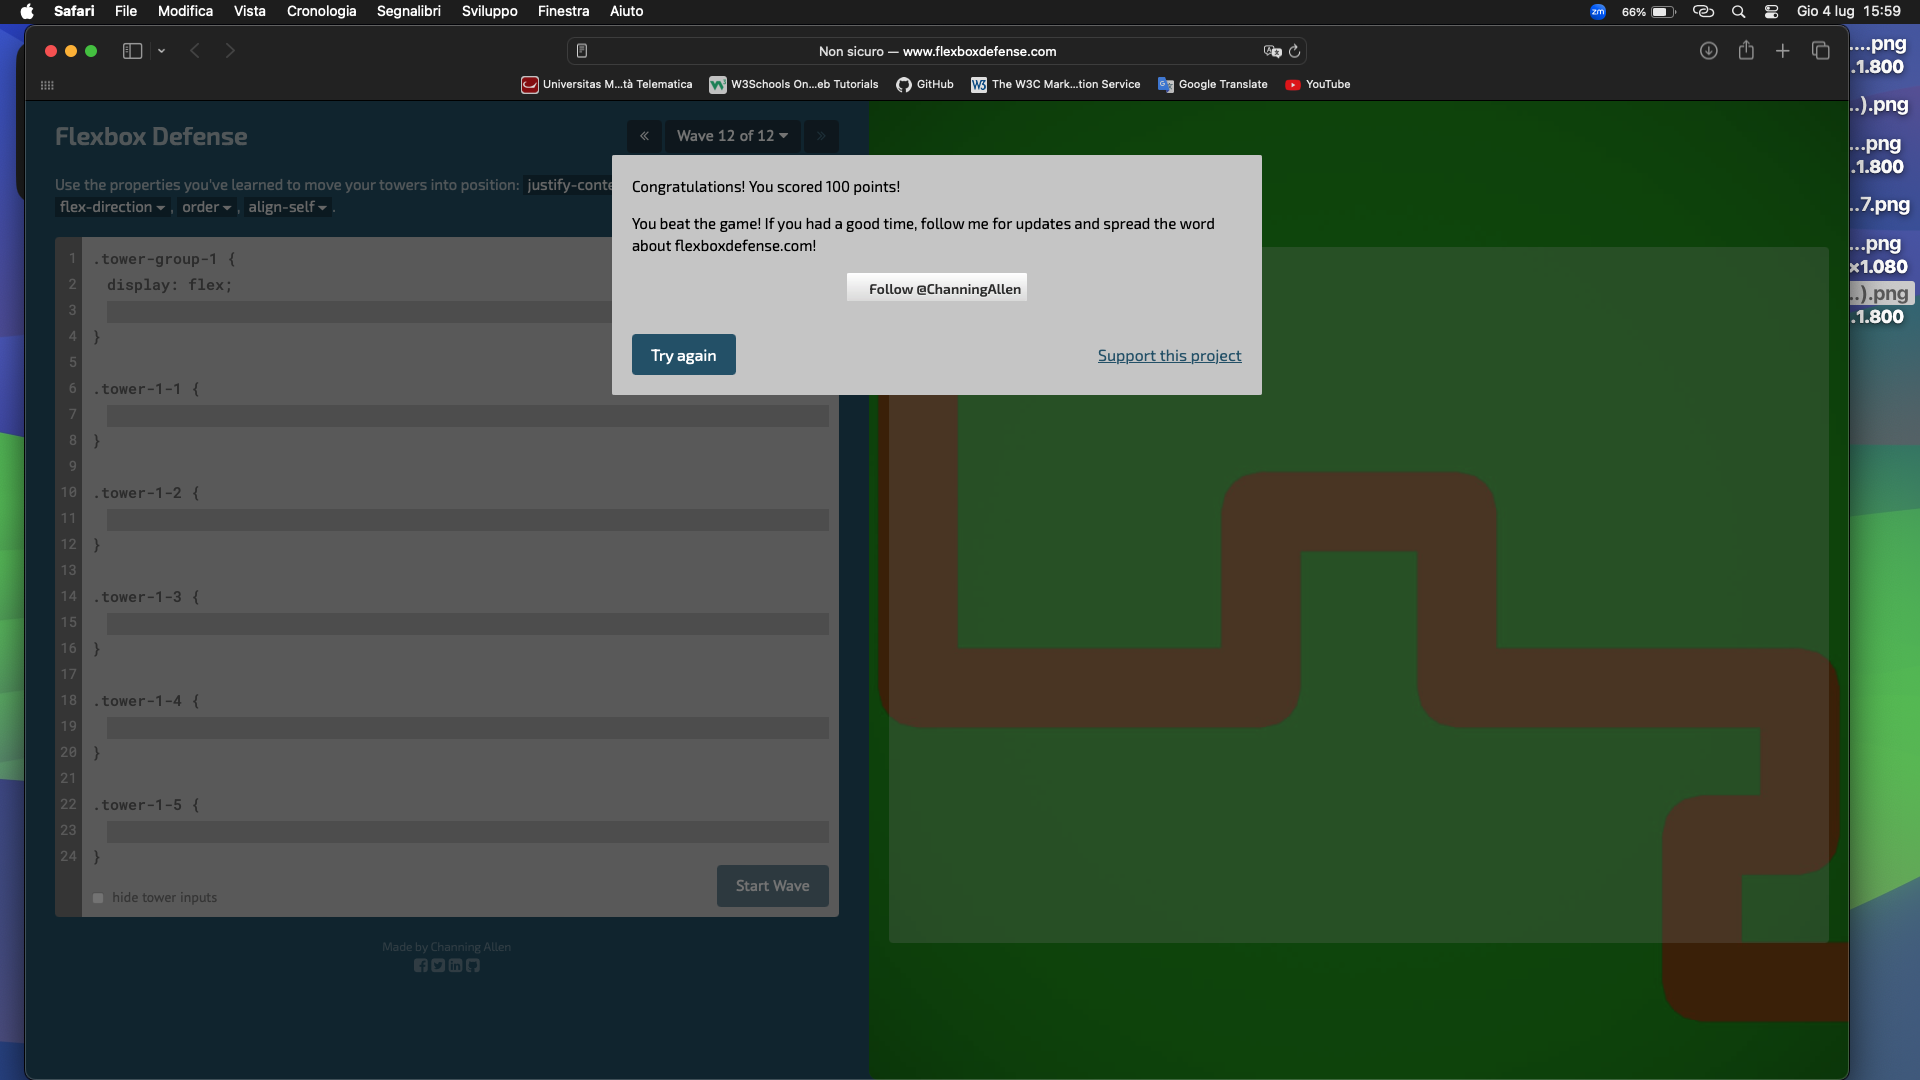 Safari File Modifica Vista Cronologia Segnalibri Sviluppo Finestra Aiuto
zm 66% Gio 4 lug 15:59
Non sicuro — www.flexboxdefense.com
Universitas M...tà Telematica W3Schools On...eb Tutorials GitHub The W3C Mark...tion Service Google Translate YouTube
Flexbox Defense
« Wave 12 of 12 »
Use the properties you've learned to move your towers into position: justify-conte
flex-direction , order , align-self .
1 .tower-group-1 {
2 display: flex;
3
4 }
5
6 .tower-1-1 {
7
8 }
9
10 .tower-1-2 {
11
12 }
13
14 .tower-1-3 {
15
16 }
17
18 .tower-1-4 {
19
20 }
21
22 .tower-1-5 {
23
24 }
hide tower inputs
Start Wave
Made by Channing Allen
Congratulations! You scored 100 points!
You beat the game! If you had a good time, follow me for updates and spread the word
about flexboxdefense.com!
Follow @ChanningAllen
Try again
Support this project
....png
.1.800
..).png
...png
.1.800
..7.png
...png
×1.080
..).png
.1.800